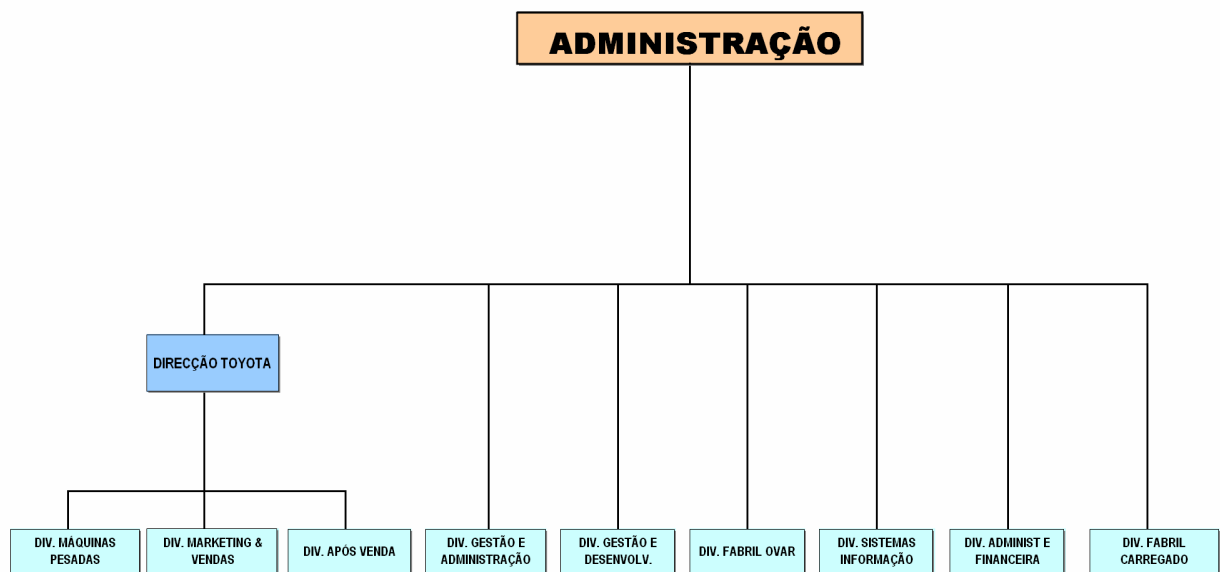 ADMINISTRAÇÃO
DIRECÇÃO TOYOTA
DIV. MÁQUINAS
PESADAS
DIV. MARKETING &
VENDAS
DIV. APÓS VENDA
DIV. GESTÃO E
ADMINISTRAÇÃO
DIV. GESTÃO E
DESENVOLV.
DIV. FABRIL OVAR
DIV. SISTEMAS
INFORMAÇÃO
DIV. ADMINIST E
FINANCEIRA
DIV. FABRIL
CARREGADO